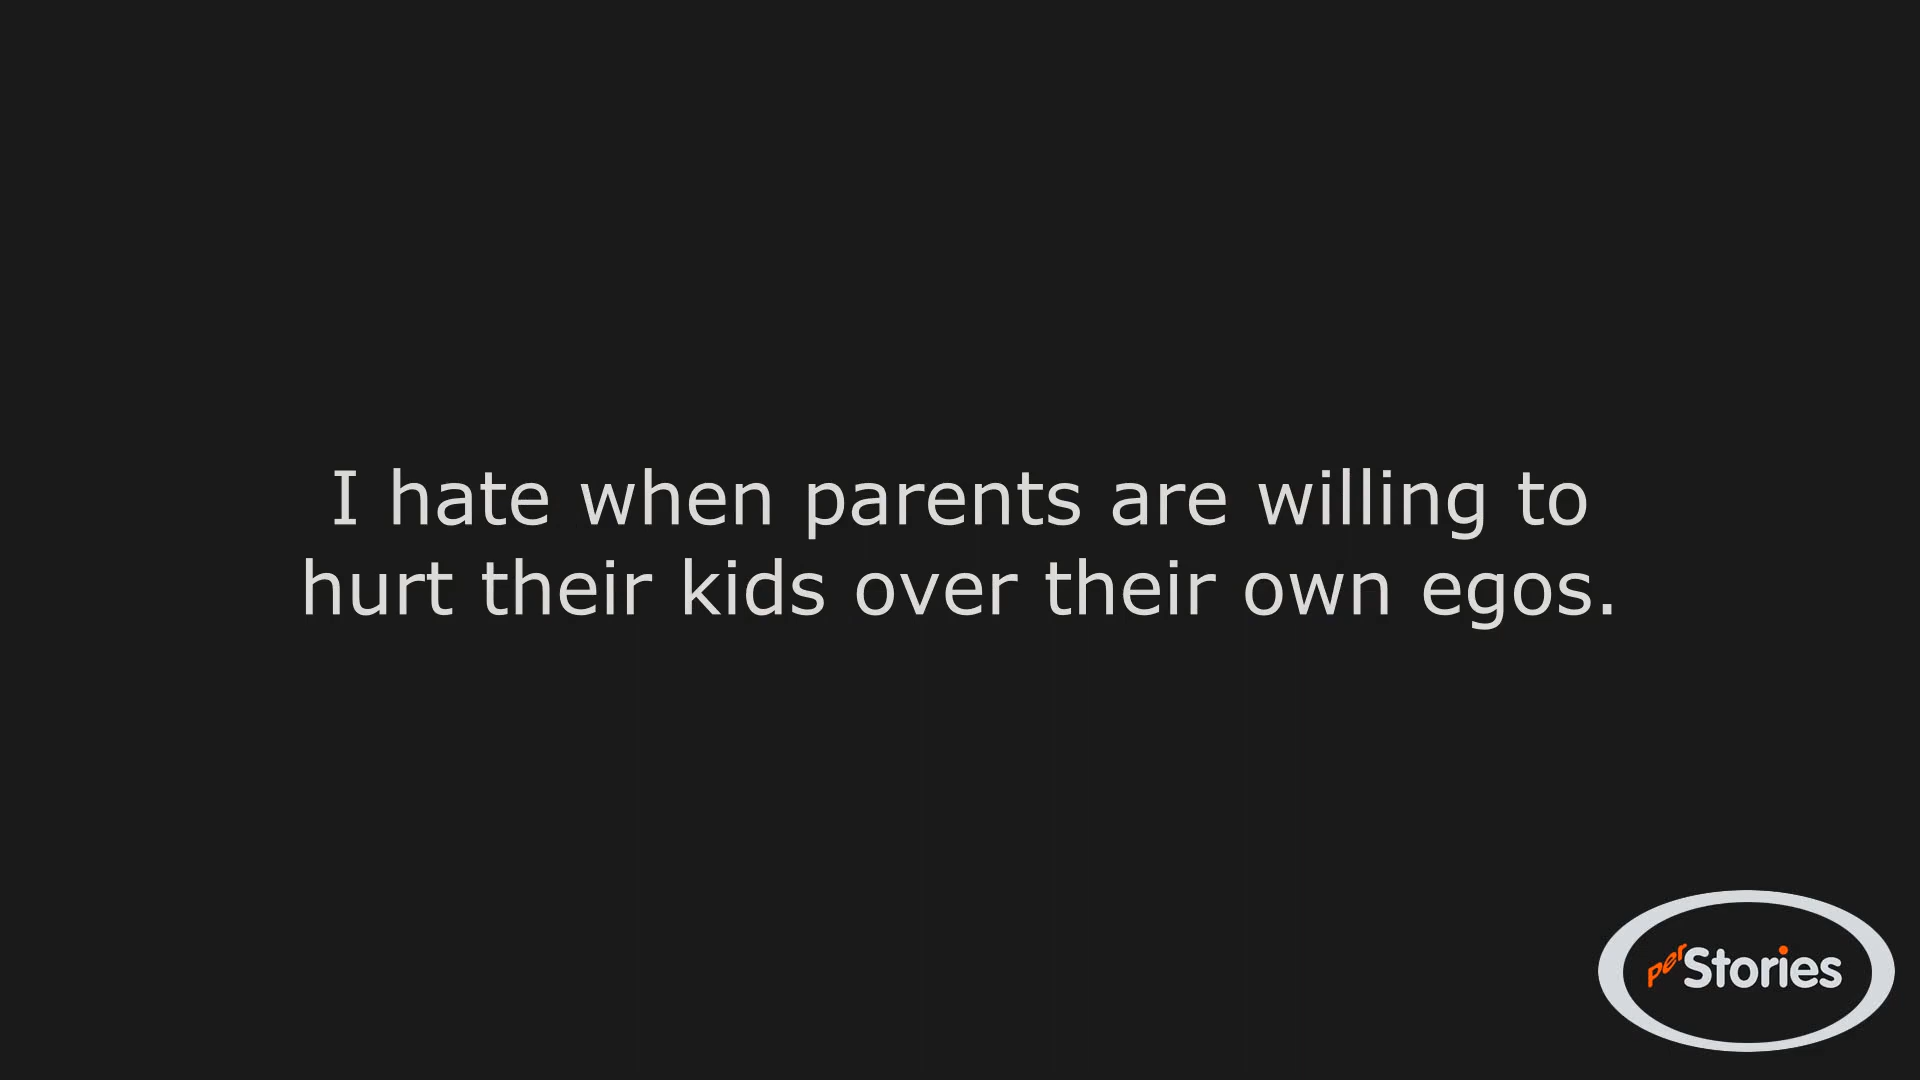 I hate when parents are willing to
hurt their kids over their own egos.
perStories